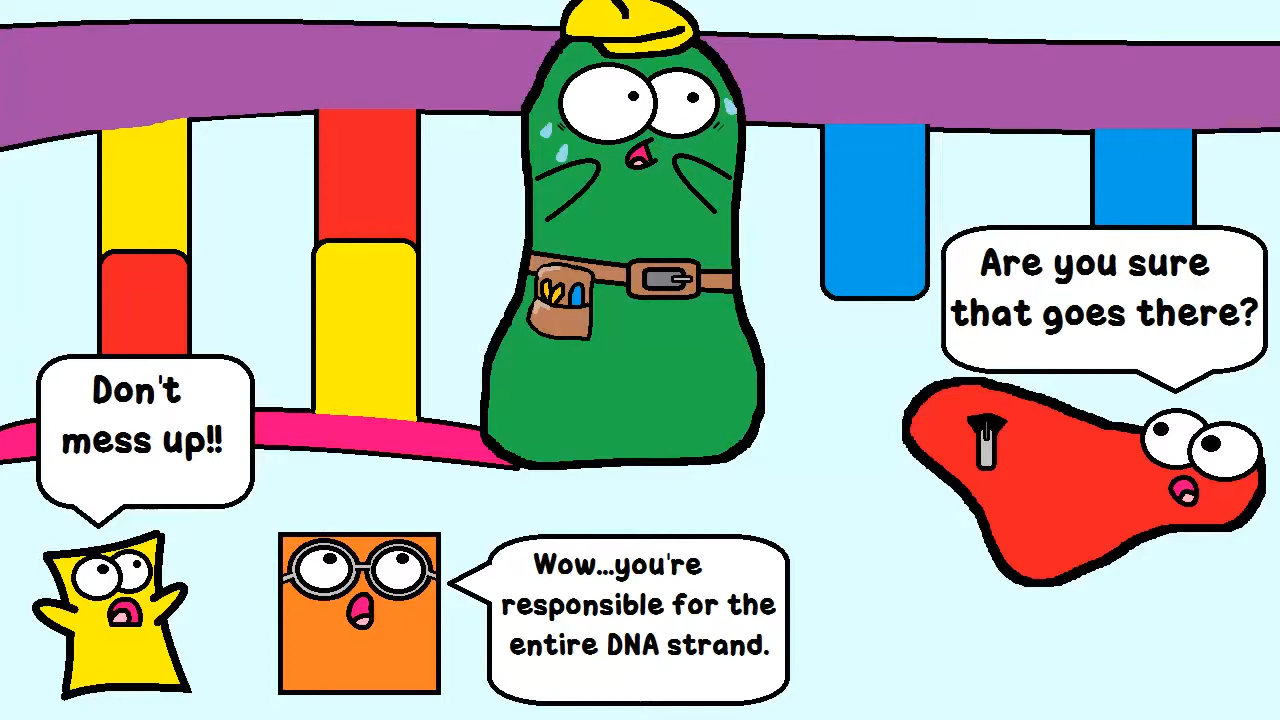 Are you sure
that goes there?
Don't
mess up!!
Wow...you're
responsible for the
entire DNA strand.